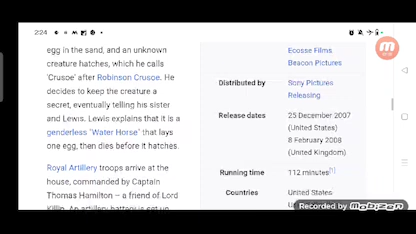 2:24
egg in the sand, and an unknown
creature hatches, which he calls
'Crusoe' after Robinson Crusoe. He
decides to keep the creature a
secret, eventually telling his sister
and Lewis. Lewis explains that it is a
genderless 'Water Horse' that lays
one egg, then dies before it hatches.
Royal Artillery troops arrive at the
house, commanded by Captain
Thomas Hamilton – a friend of Lord
Killin. An artillery battery is set up
Ecosse Films
Beacon Pictures
Distributed by Sony Pictures
Releasing
Release dates 25 December 2007
(United States)
8 February 2008
(United Kingdom)
Running time 112 minutes[1]
Countries United States
Recorded by Mobizen